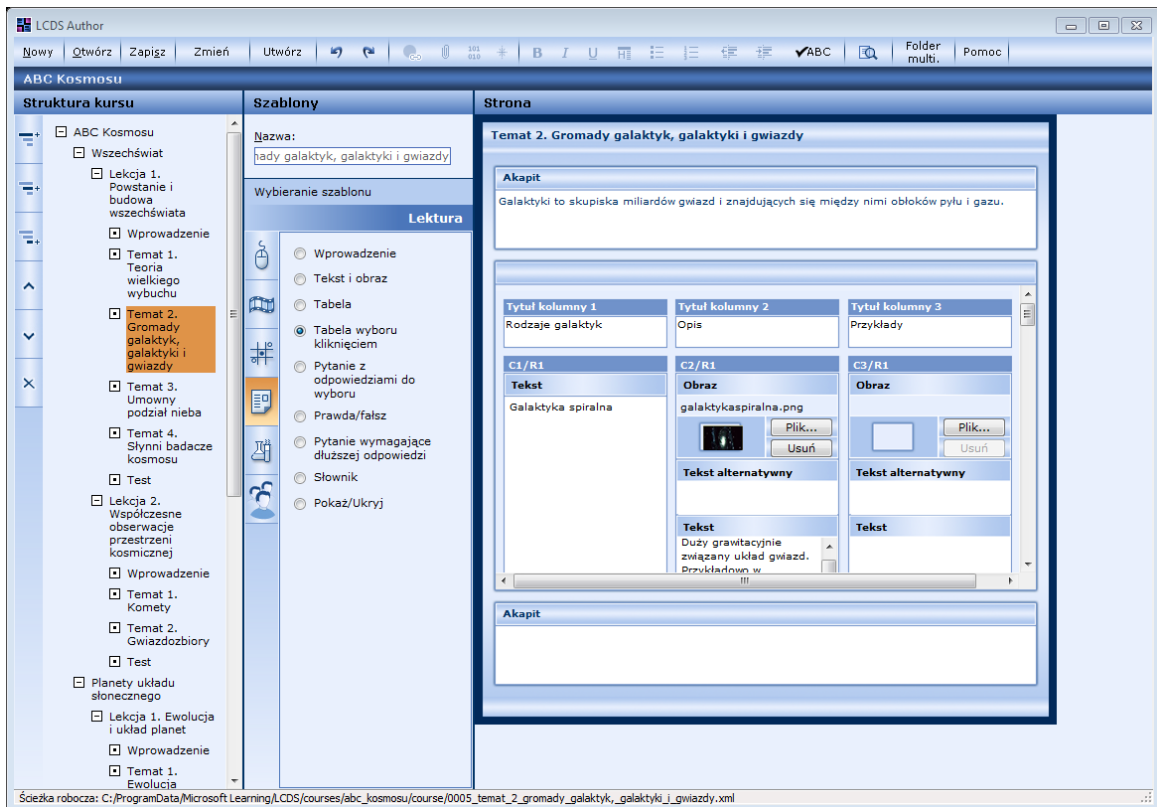 LCDS Author
Nowy Otwórz Zapisz Zmień Utwórz 101 010 B I U H ABC Folder multi. Pomoc
ABC Kosmosu
Struktura kursu
ABC Kosmosu
Wszechświat
Lekcja 1.
Powstanie i
budowa
wszechświata
Wprowadzenie
Temat 1.
Teoria
wielkiego
wybuchu
Temat 2.
Gromady
galaktyk,
galaktyki i
gwiazdy
Temat 3.
Umowny
podział nieba
Temat 4.
Słynni badacze
kosmosu
Test
Lekcja 2.
Współczesne
obserwacje
przestrzeni
kosmicznej
Wprowadzenie
Temat 1.
Komety
Temat 2.
Gwiazdozbiory
Test
Planety układu
słonecznego
Lekcja 1. Ewolucja
i układ planet
Wprowadzenie
Temat 1.
Ewolucja
Szablony
Nazwa:
nady galaktyk, galaktyki i gwiazdy
Wybieranie szablonu
Lektura
Wprowadzenie
Tekst i obraz
Tabela
Tabela wyboru
kliknięciem
Pytanie z
odpowiedziami do
wyboru
Prawda/fałsz
Pytanie wymagające
dłuższej odpowiedzi
Słownik
Pokaż/Ukryj
Strona
Temat 2. Gromady galaktyk, galaktyki i gwiazdy
Akapit
Galaktyki to skupiska miliardów gwiazd i znajdujących się między nimi obłoków pyłu i gazu.
Tytuł kolumny 1 Tytuł kolumny 2 Tytuł kolumny 3
Rodzaje galaktyk Opis Przykłady
C1/R1 C2/R1 C3/R1
Tekst Obraz Obraz
Galaktyka spiralna galaktykaspiralna.png
Plik... Plik...
Usuń Usuń
Tekst alternatywny Tekst alternatywny
Tekst Tekst
Duży grawitacyjnie
związany układ gwiazd.
Przykładowo w
Akapit
Ścieżka robocza: C:/ProgramData/Microsoft Learning/LCDS/courses/abc_kosmosu/course/0005_temat_2_gromady_galaktyk,_galaktyki_i_gwiazdy.xml